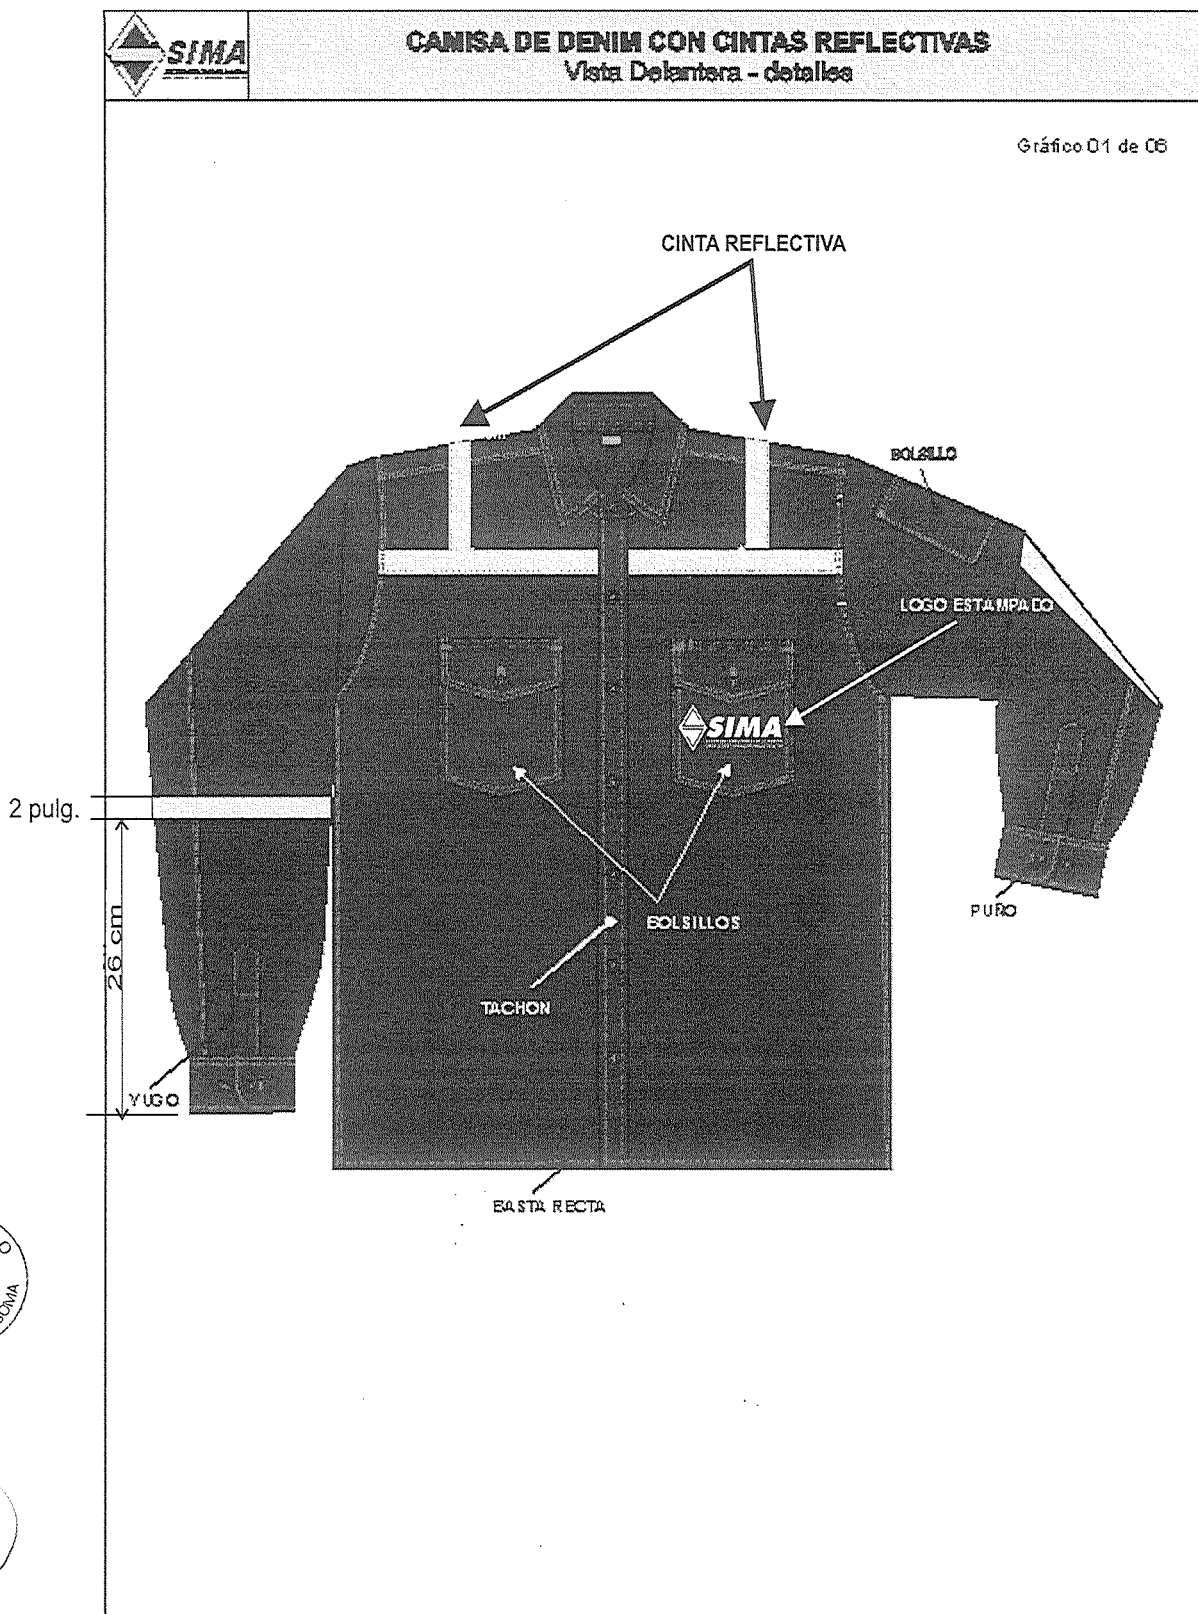 SIMA
CAMISA DE DENIM CON CINTAS REFLECTIVAS
Vista Delantera - detalles
Gráfico 01 de 06
CINTA REFLECTIVA
BOLSILLO
LOGO ESTAMPADO
SIMA
2 pulg.
26 cm
BOLSILLOS
PUÑO
TACHON
YUGO
BASTA RECTA